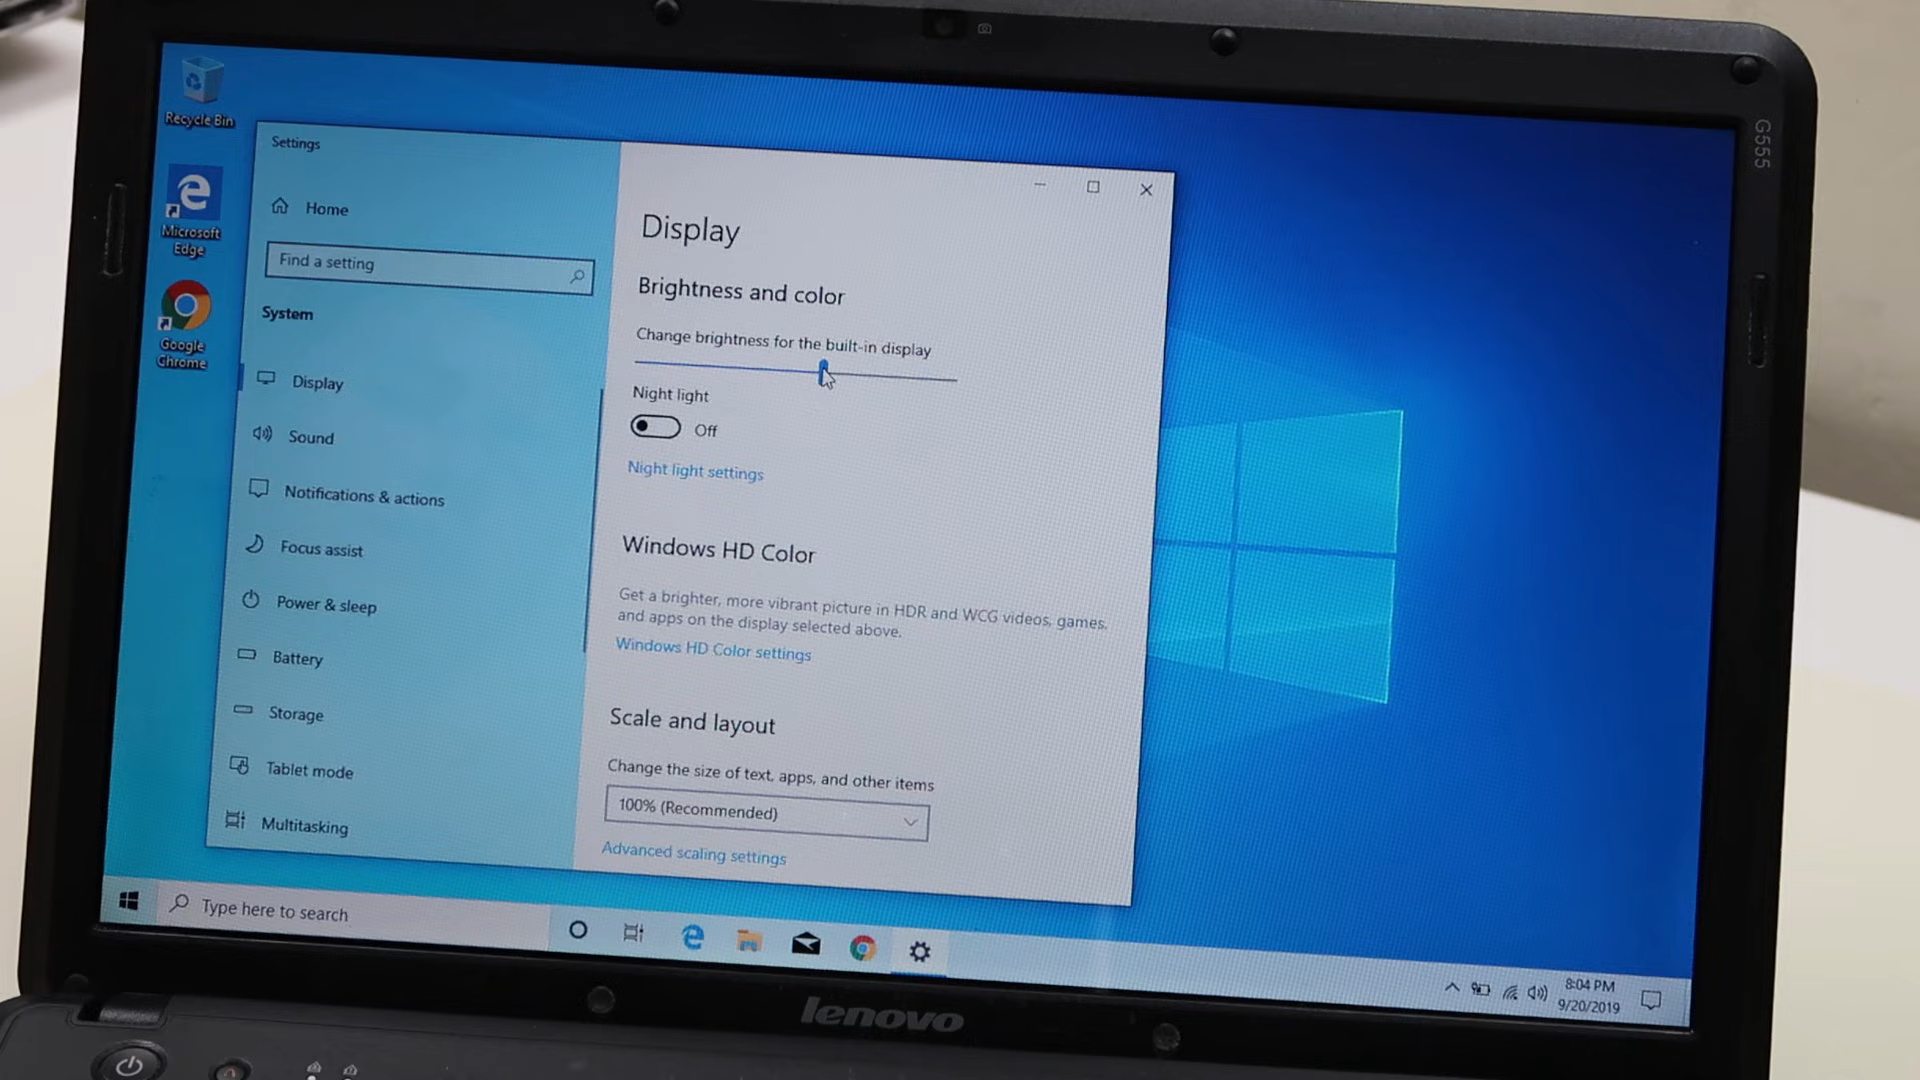 G555
Recycle Bin
Microsoft
Edge
Google
Chrome
Settings
Home
Find a setting
System
Display
Sound
Notifications & actions
Focus assist
Power & sleep
Battery
Storage
Tablet mode
Multitasking
Display
Brightness and color
Change brightness for the built-in display
Night light
Off
Night light settings
Windows HD Color
Get a brighter, more vibrant picture in HDR and WCG videos, games,
and apps on the display selected above.
Windows HD Color settings
Scale and layout
Change the size of text, apps, and other items
100% (Recommended)
Advanced scaling settings
Type here to search
8:04 PM
9/20/2019
lenovo